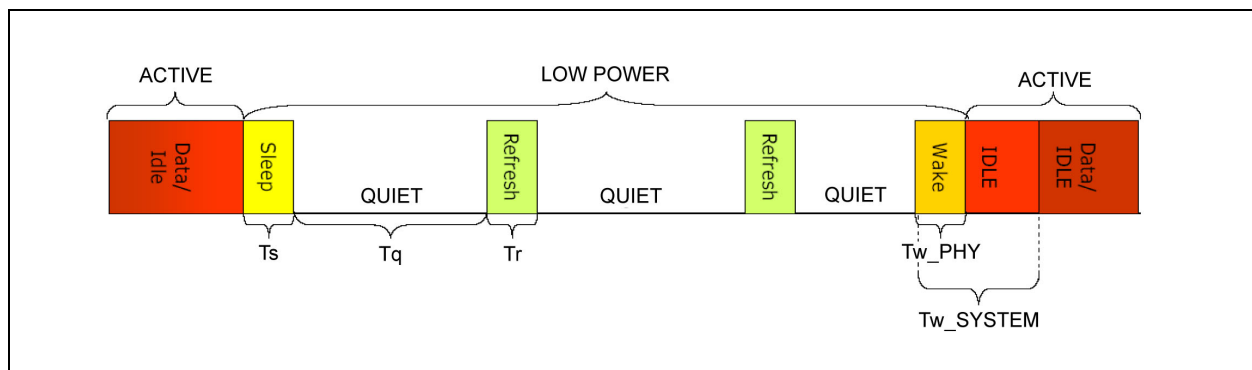 ACTIVE
LOW POWER
ACTIVE
Data/
Idle
Sleep
QUIET
Refresh
QUIET
Refresh
QUIET
Wake
IDLE
Data/
IDLE
Ts
Tq
Tr
Tw_PHY
Tw_SYSTEM